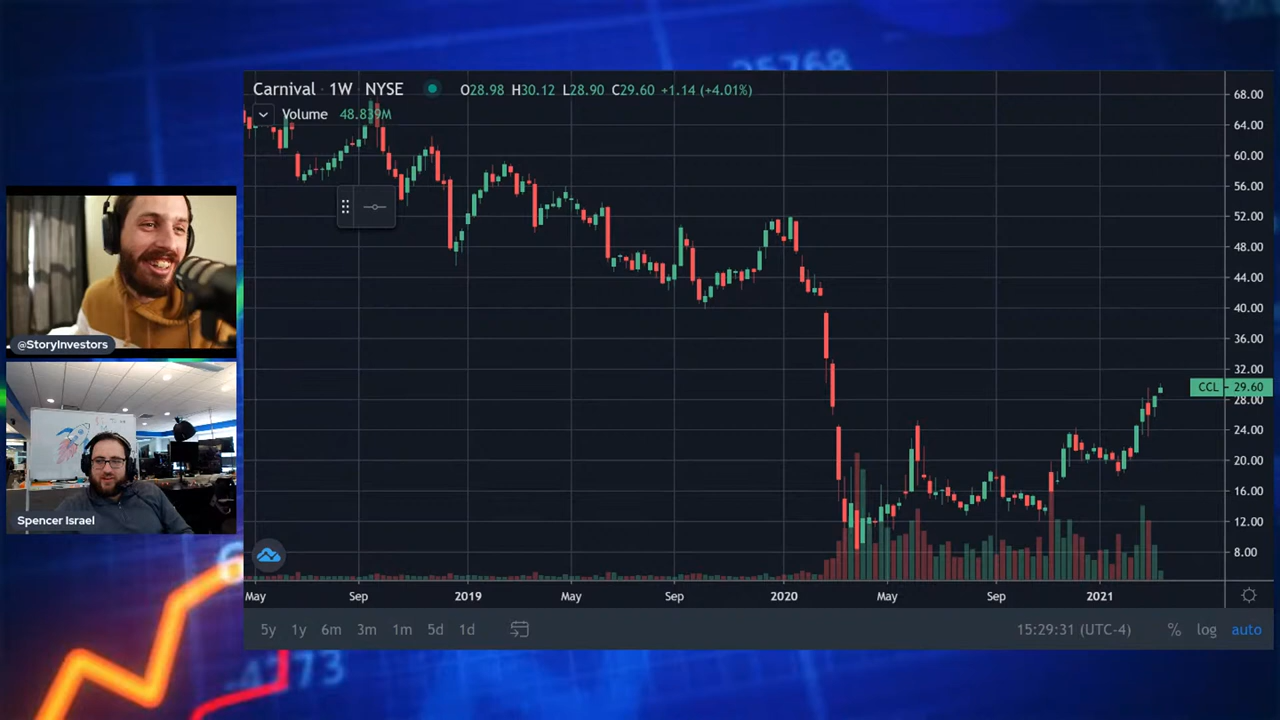 25768
Carnival · 1W · NYSE O28.98 H30.12 L28.90 C29.60 +1.14 (+4.01%)
Volume 48.839M
68.00
64.00
60.00
56.00
52.00
48.00
44.00
40.00
36.00
32.00
CCL 29.60
28.00
24.00
20.00
16.00
12.00
8.00
@StoryInvestors
Spencer Israel
May Sep 2019 May Sep 2020 May Sep 2021
5y 1y 6m 3m 1m 5d 1d 15:29:31 (UTC-4) % log auto
4773